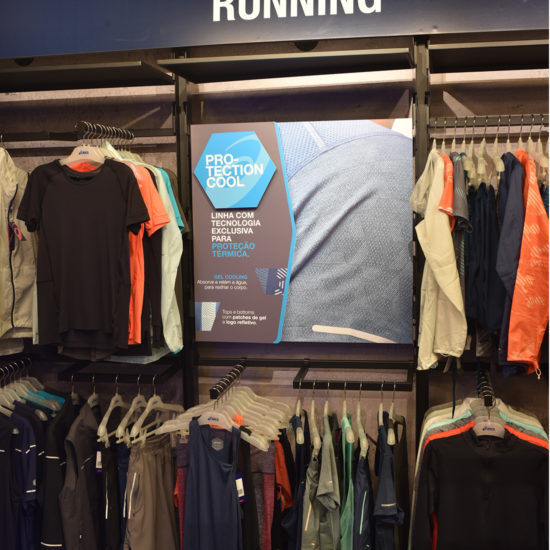 RUNNING
PRO-
TECTION
COOL
LINHA COM
TECNOLOGIA
EXCLUSIVA
PARA
PROTEÇÃO
TÉRMICA.
GEL COOLING
Absorve e retém a água,
para resfriar o corpo.
Tops e bottoms
com patches de gel
e logo refletivo.
asics